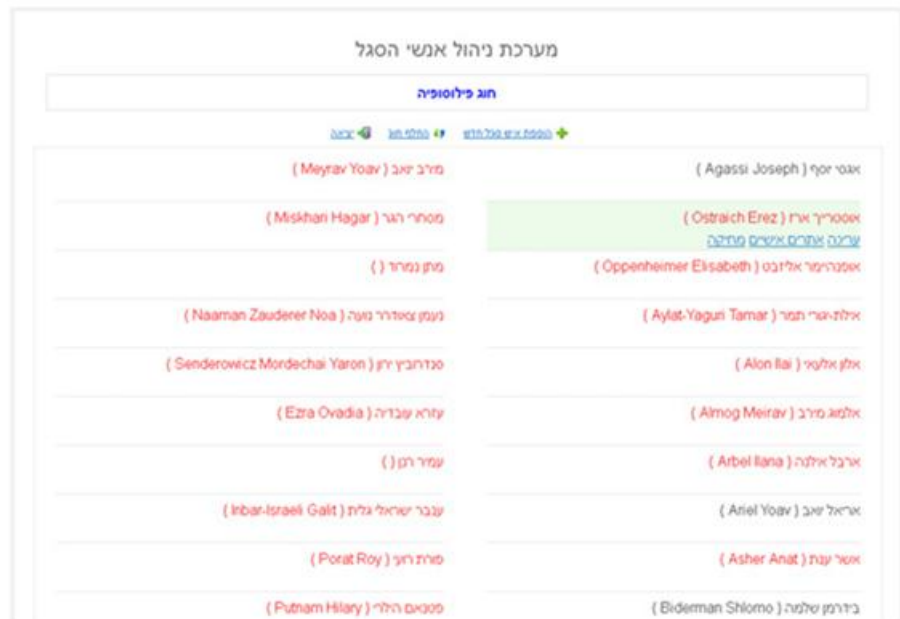 מערכת ניהול אנשי הסגל
חוג פילוסופיה
הוספת איש סגל חדש החלף חוג יציאה
אגסי יוסף ( Agassi Joseph )
אוסטרייך ארז ( Ostraich Erez )
עריכה אתרים אישיים מחיקה
אופנהיימר אליזבט ( Oppenheimer Elisabeth )
אילת-יגורי תמר ( Aylat-Yaguri Tamar )
אלון אלעאי ( Alon Ilai )
אלמוג מירב ( Almog Meirav )
ארבל אילנה ( Arbel Ilana )
אריאל יואב ( Ariel Yoav )
אשר ענת ( Asher Anat )
בידרמן שלמה ( Biderman Shlomo )
מירב יואב ( Meyrav Yoav )
מסחרי הגר ( Miskhari Hagar )
מתן נמרוד ( )
נעמן צאודרר נועה ( Naaman Zauderer Noa )
סנדרוביץ ירון ( Senderowicz Mordechai Yaron )
עזרא עובדיה ( Ezra Ovadia )
עמיר רנן ( )
ענבר ישראלי גלית ( Inbar-Israeli Galit )
פורת רועי ( Porat Roy )
פטנאם הילרי ( Putnam Hilary )